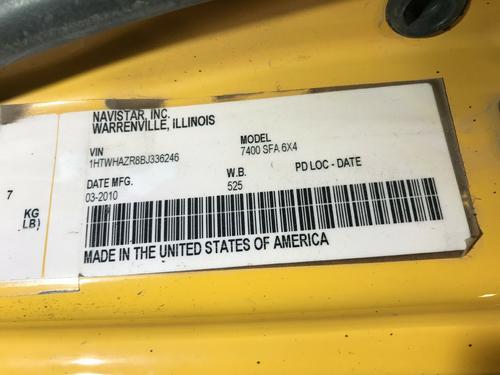 NAVISTAR, INC.
WARRENVILLE, ILLINOIS
VIN MODEL
1HTWHAZR8BJ336246 7400 SFA 6X4
DATE MFG. W.B. PD LOC - DATE
03-2010 525
7 KG
LB)
MADE IN THE UNITED STATES OF AMERICA